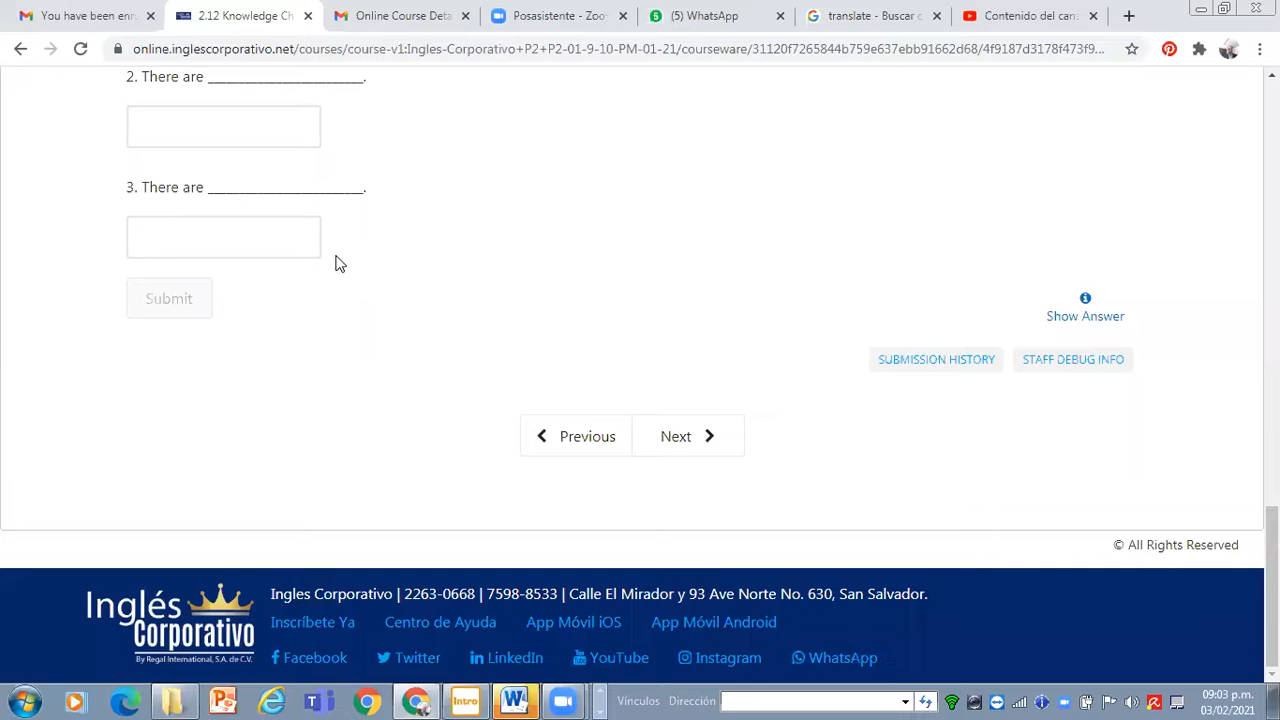 You have been enr
2.12 Knowledge Ch
Online Course Deta
Posasistente - Zoo
(5) WhatsApp
translate - Buscar c
Contenido del can
online.inglescorporativo.net/courses/course-v1:Ingles-Corporativo+P2+P2-01-9-10-PM-01-21/courseware/31120f7265844b759e637ebb91662d68/4f9187d3178f473f9...
2. There are ________________________.
3. There are ________________________.
Submit
Show Answer
SUBMISSION HISTORY
STAFF DEBUG INFO
Previous
Next
© All Rights Reserved
Inglés Corporativo
By Regal International, S.A. de C.V.
Ingles Corporativo | 2263-0668 | 7598-8533 | Calle El Mirador y 93 Ave Norte No. 630, San Salvador.
Inscríbete Ya Centro de Ayuda App Móvil iOS App Móvil Android
Facebook Twitter LinkedIn YouTube Instagram WhatsApp
Intro
Vínculos Dirección
09:03 p.m.
03/02/2021